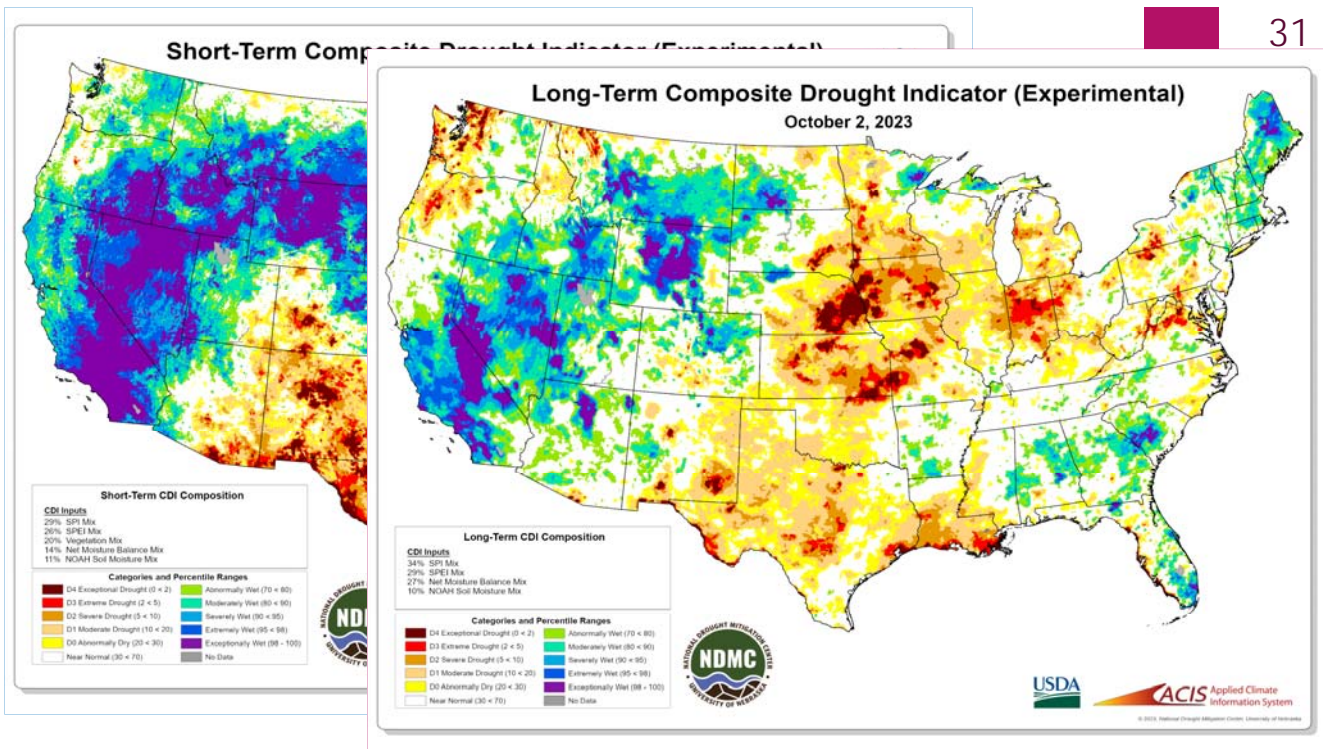 31
Short-Term Composite Drought Indicator (Experimental)
Short-Term CDI Composition
CDI Inputs
29% SPI Mix
26% SPEI Mix
20% Vegetation Mix
14% Net Moisture Balance Mix
11% NOAH Soil Moisture Mix
Categories and Percentile Ranges
D4 Exceptional Drought (0 < 2)
D3 Extreme Drought (2 < 5)
D2 Severe Drought (5 < 10)
D1 Moderate Drought (10 < 20)
D0 Abnormally Dry (20 < 30)
Near Normal (30 < 70)
Abnormally Wet (70 < 80)
Moderately Wet (80 < 90)
Severely Wet (90 < 95)
Extremely Wet (95 < 98)
Exceptionally Wet (98 - 100)
No Data
Long-Term Composite Drought Indicator (Experimental)
October 2, 2023
Long-Term CDI Composition
CDI Inputs
34% SPI Mix
29% SPEI Mix
27% Net Moisture Balance Mix
10% NOAH Soil Moisture Mix
Categories and Percentile Ranges
D4 Exceptional Drought (0 < 2)
D3 Extreme Drought (2 < 5)
D2 Severe Drought (5 < 10)
D1 Moderate Drought (10 < 20)
D0 Abnormally Dry (20 < 30)
Near Normal (30 < 70)
Abnormally Wet (70 < 80)
Moderately Wet (80 < 90)
Severely Wet (90 < 95)
Extremely Wet (95 < 98)
Exceptionally Wet (98 - 100)
No Data
NATIONAL DROUGHT MITIGATION CENTER
NDMC
UNIVERSITY OF NEBRASKA
USDA
ACIS Applied Climate
Information System
© 2023, National Drought Mitigation Center, University of Nebraska